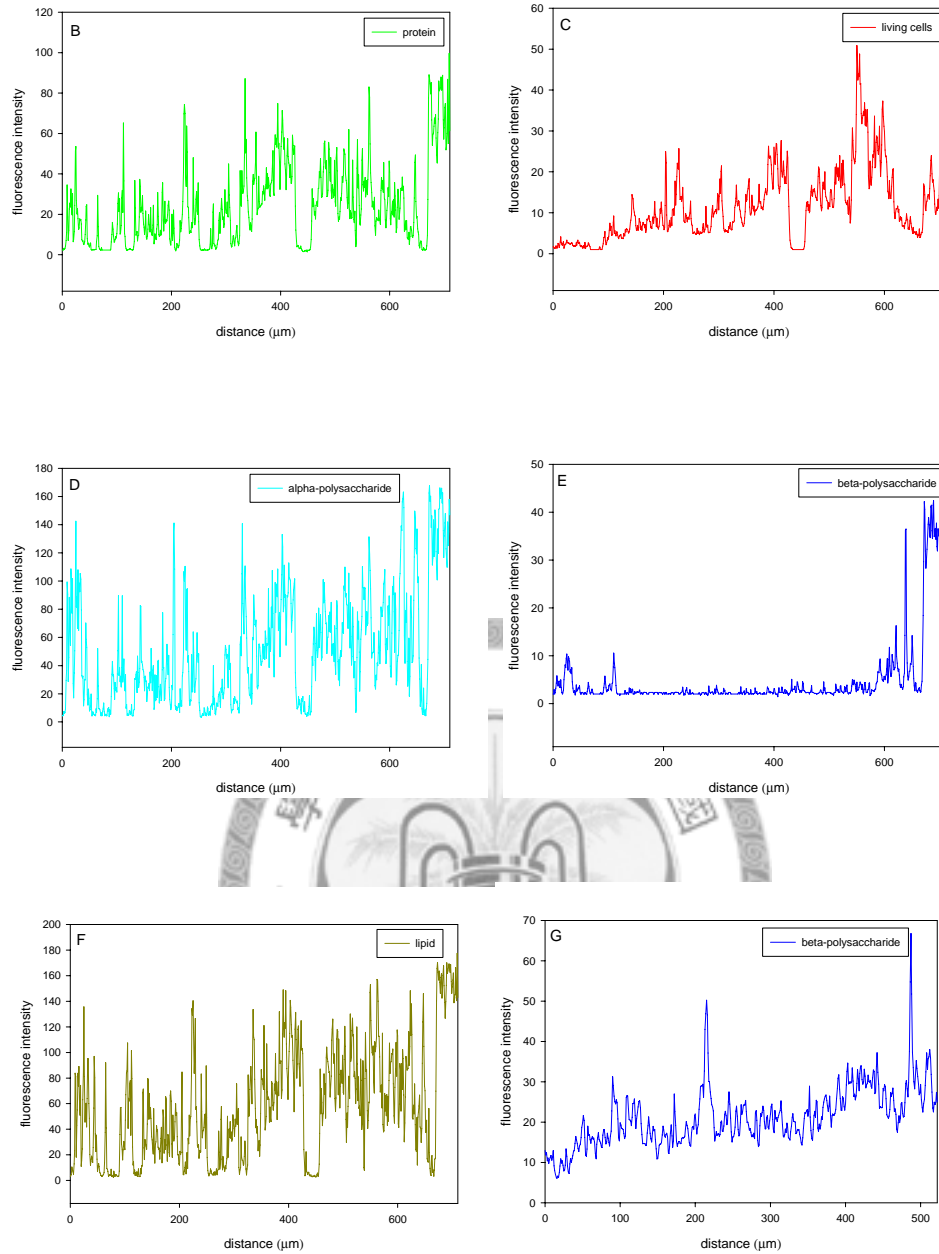 B
protein
fluorescence intensity
120
100
80
60
40
20
0
0 200 400 600
distance (μm)
C
living cells
fluorescence intensity
60
50
40
30
20
10
0
0 200 400 600
distance (μm)
D
alpha-polysaccharide
fluorescence intensity
180
160
140
120
100
80
60
40
20
0
0 200 400 600
distance (μm)
E
beta-polysaccharide
fluorescence intensity
50
40
30
20
10
0
0 200 400 600
distance (μm)
F
lipid
fluorescence intensity
200
180
160
140
120
100
80
60
40
20
0
0 200 400 600
distance (μm)
G
beta-polysaccharide
fluorescence intensity
70
60
50
40
30
20
10
0
0 100 200 300 400 500
distance (μm)